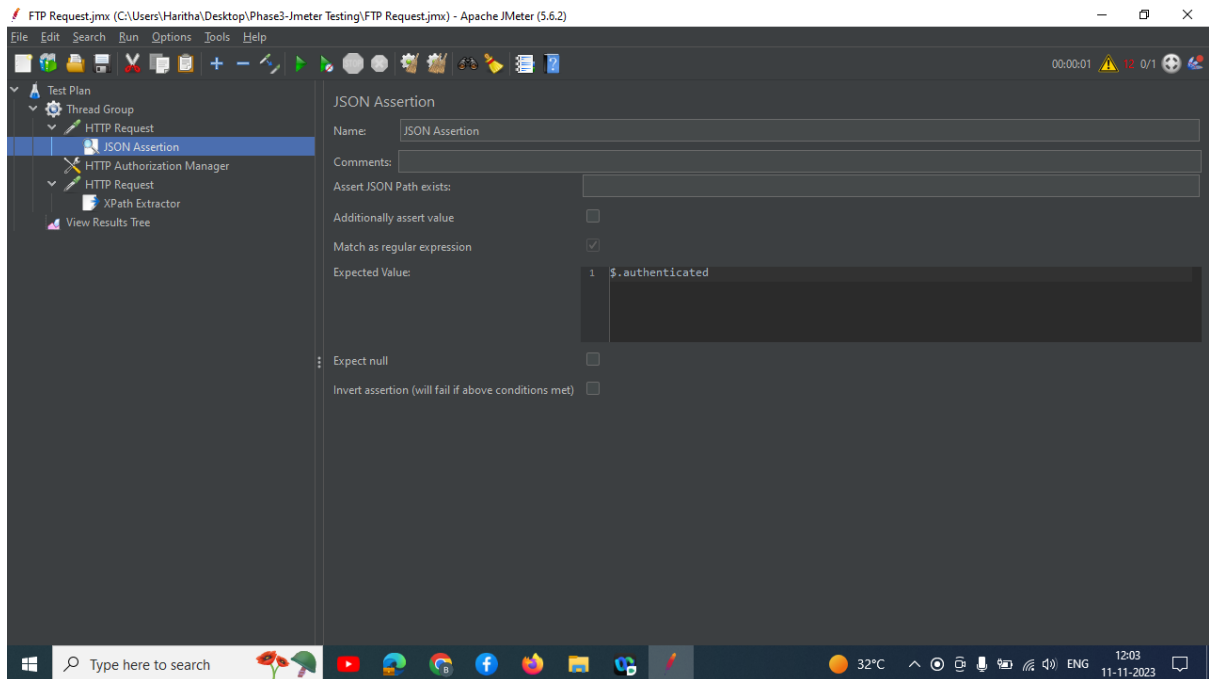 FTP Request.jmx (C:\Users\Haritha\Desktop\Phase3-Jmeter Testing\FTP Request.jmx) - Apache JMeter (5.6.2)
File Edit Search Run Options Tools Help
00:00:01 12 0/1
Test Plan
Thread Group
HTTP Request
JSON Assertion
HTTP Authorization Manager
HTTP Request
XPath Extractor
View Results Tree
JSON Assertion
Name: JSON Assertion
Comments:
Assert JSON Path exists:
Additionally assert value
Match as regular expression
Expected Value: 1 $.authenticated
Expect null
Invert assertion (will fail if above conditions met)
Type here to search
32°C ENG 12:03
11-11-2023